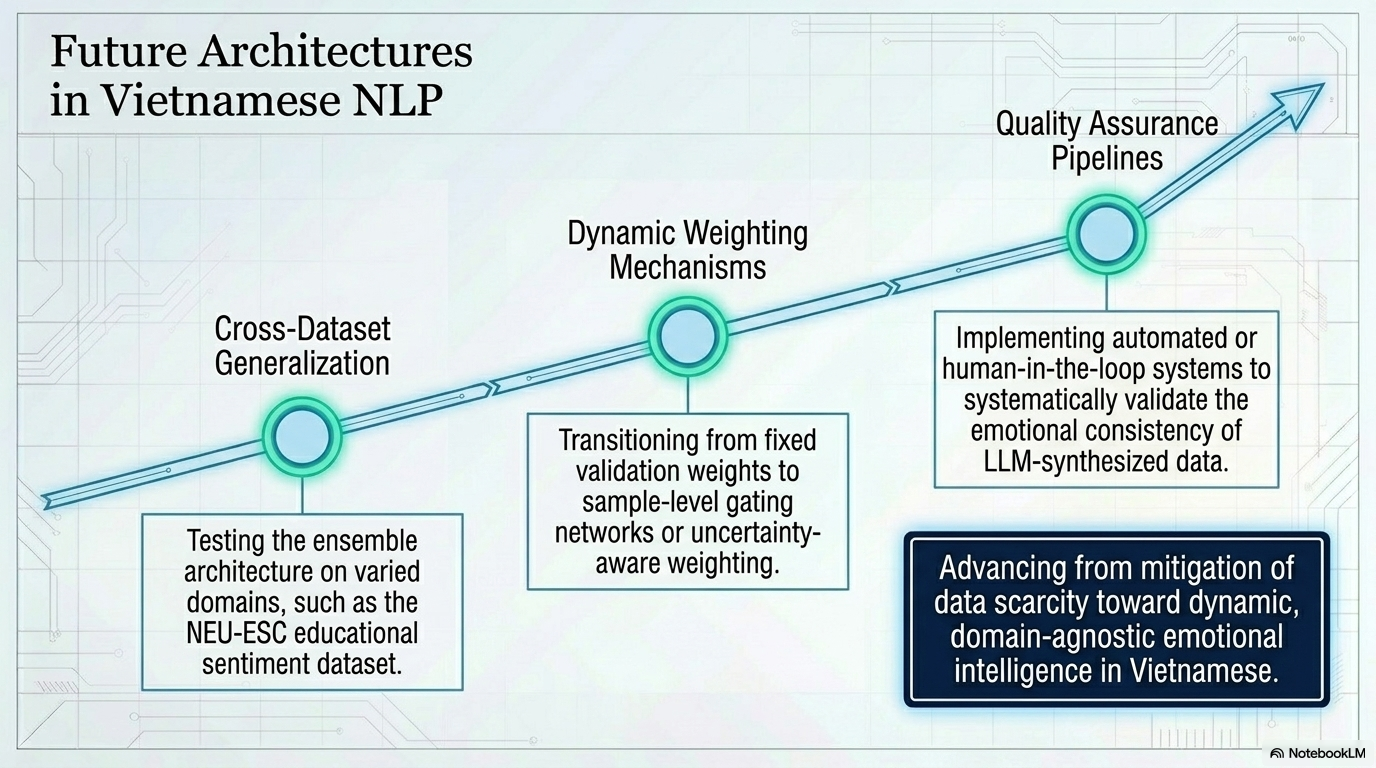 Future Architectures
in Vietnamese NLP
Cross-Dataset
Generalization
Testing the ensemble
architecture on varied
domains, such as the
NEU-ESC educational
sentiment dataset.
Dynamic Weighting
Mechanisms
Transitioning from fixed
validation weights to
sample-level gating
networks or uncertainty-
aware weighting.
Quality Assurance
Pipelines
Implementing automated or
human-in-the-loop systems to
systematically validate the
emotional consistency of
LLM-synthesized data.
Advancing from mitigation of
data scarcity toward dynamic,
domain-agnostic emotional
intelligence in Vietnamese.
NotebookLM